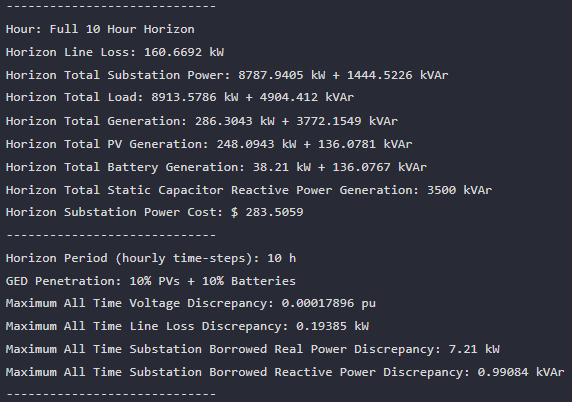 ------------------------------
Hour: Full 10 Hour Horizon
Horizon Line Loss: 160.6692 kW
Horizon Total Substation Power: 8787.9405 kW + 1444.5226 kVAr
Horizon Total Load: 8913.5786 kW + 4904.412 kVAr
Horizon Total Generation: 286.3043 kW + 3772.1549 kVAr
Horizon Total PV Generation: 248.0943 kW + 136.0781 kVAr
Horizon Total Battery Generation: 38.21 kW + 136.0767 kVAr
Horizon Total Static Capacitor Reactive Power Generation: 3500 kVAr
Horizon Substation Power Cost: $ 283.5059
------------------------------
Horizon Period (hourly time-steps): 10 h
GED Penetration: 10% PVs + 10% Batteries
Maximum All Time Voltage Discrepancy: 0.00017896 pu
Maximum All Time Line Loss Discrepancy: 0.19385 kW
Maximum All Time Substation Borrowed Real Power Discrepancy: 7.21 kW
Maximum All Time Substation Borrowed Reactive Power Discrepancy: 0.99084 kVAr
------------------------------